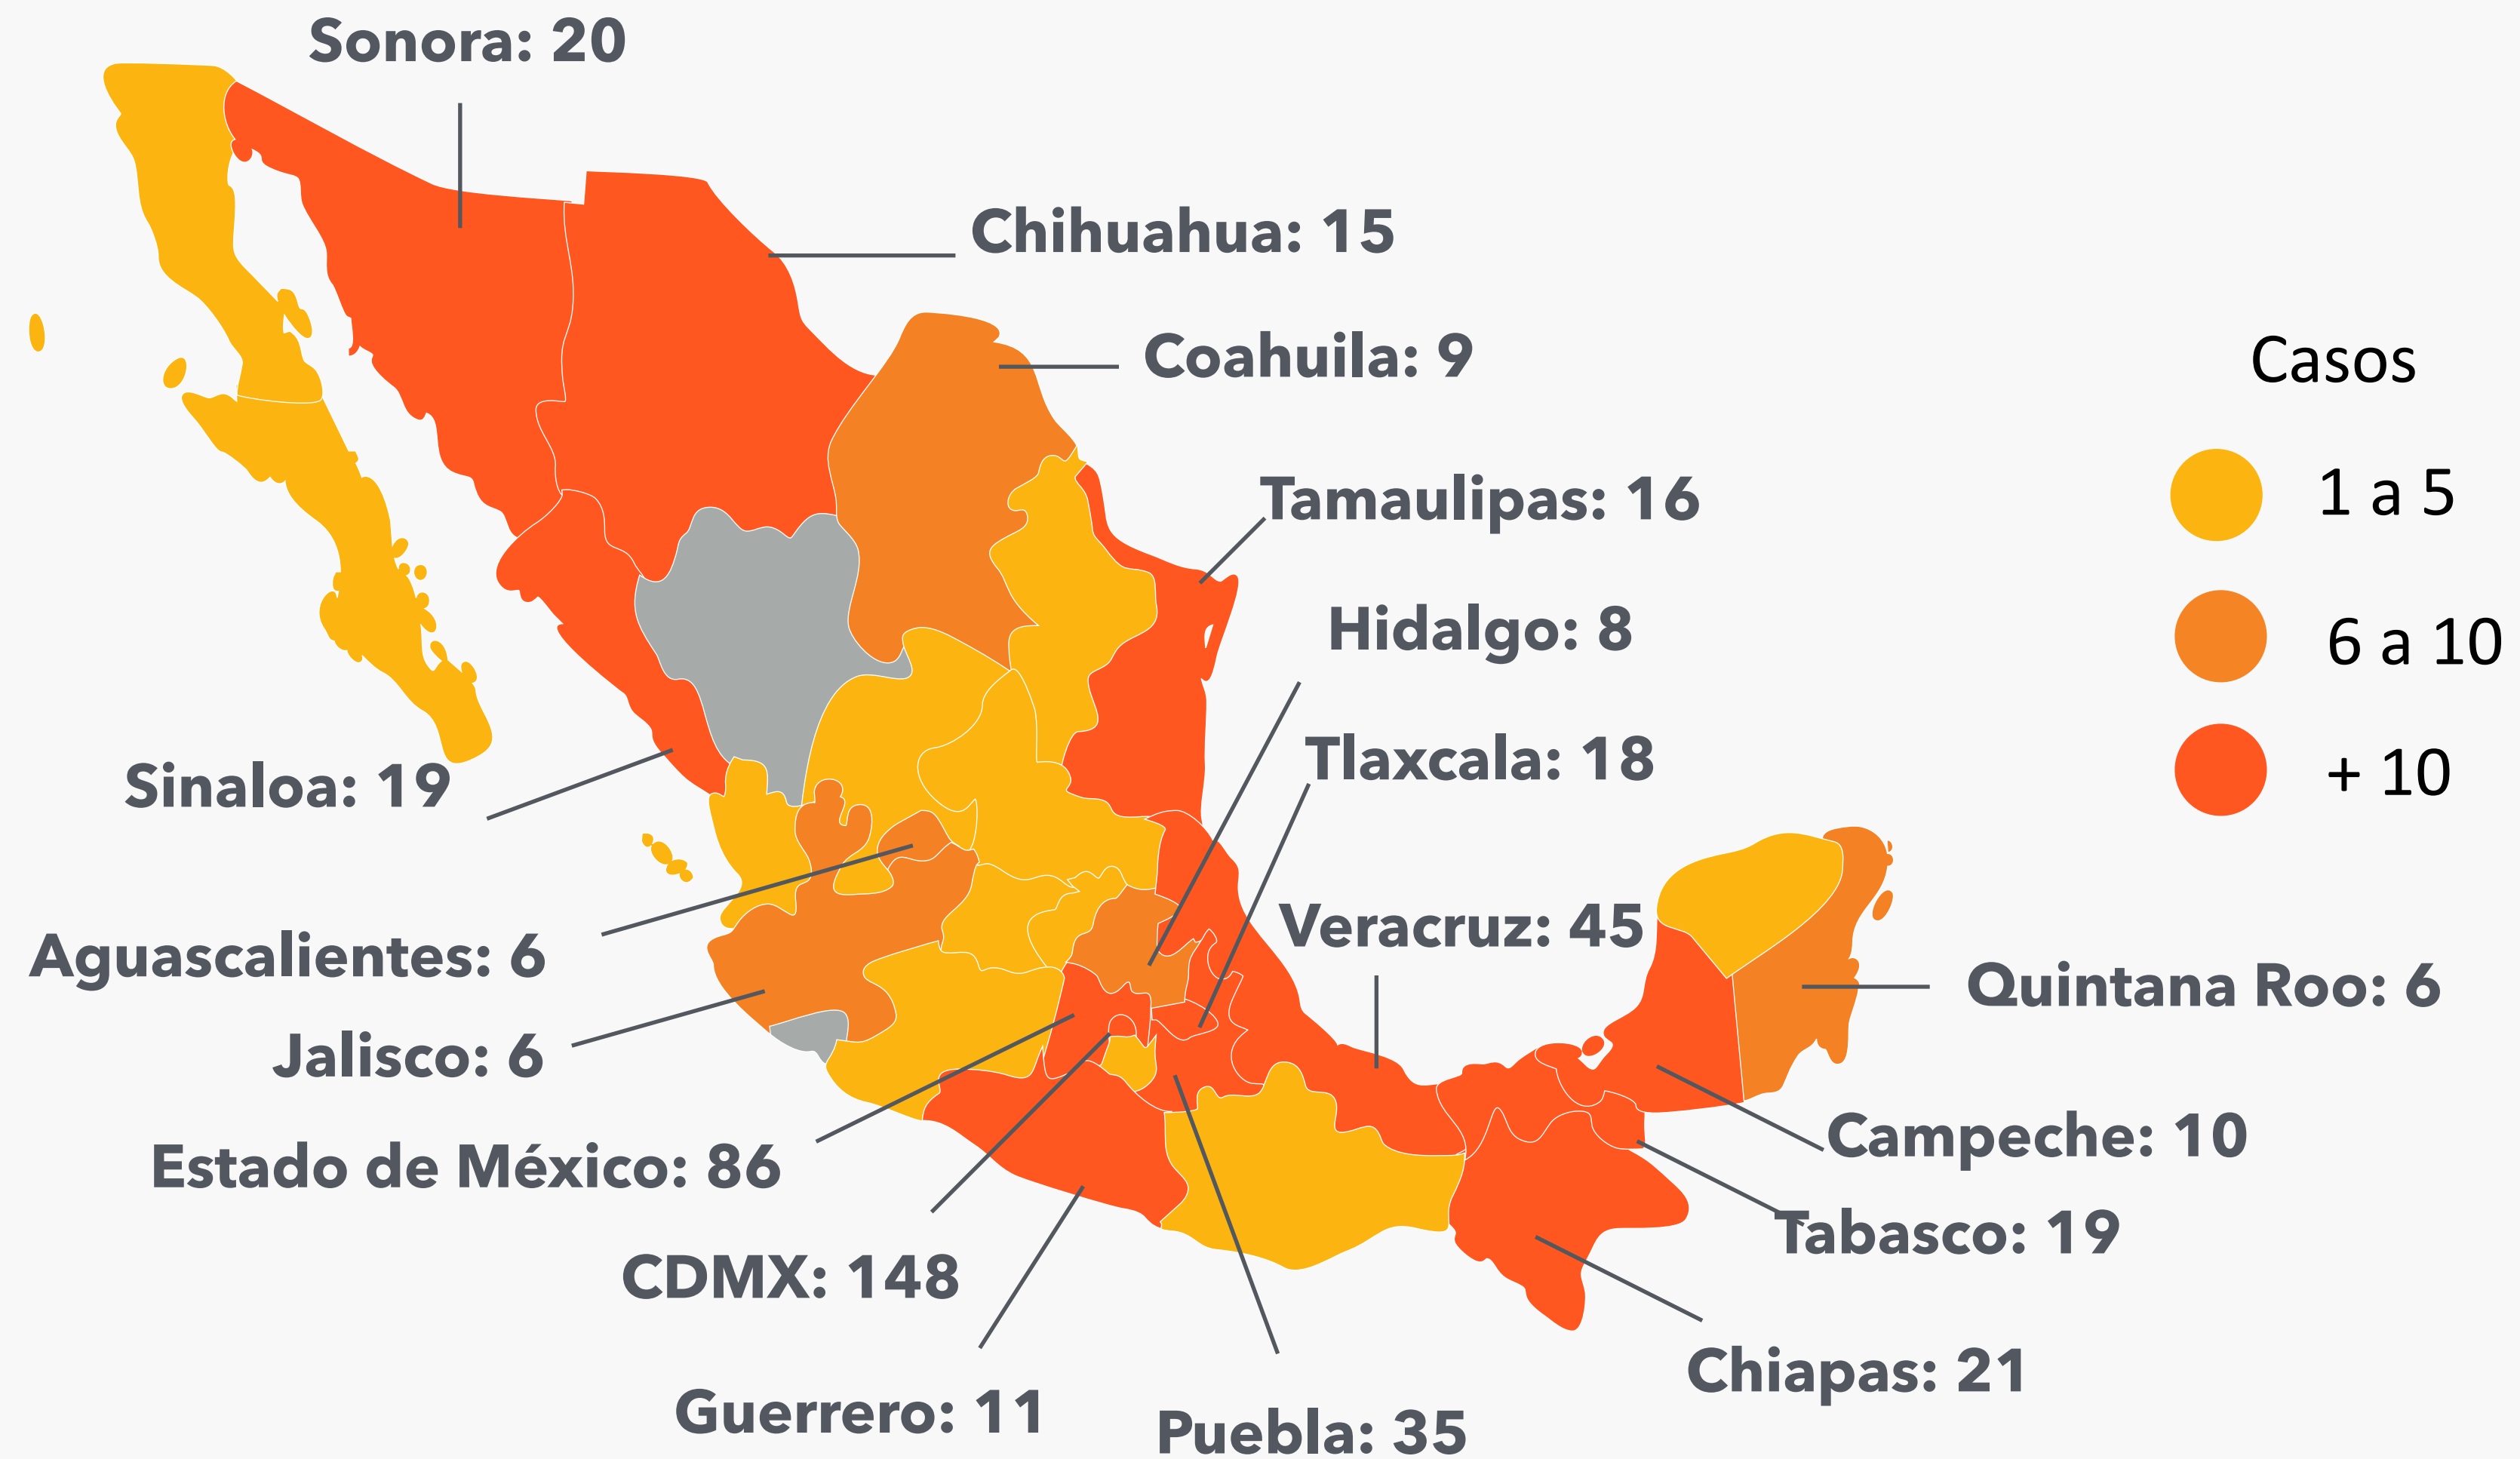 Sonora: 20
Chihuahua: 15
Coahuila: 9
Casos
Tamaulipas: 16
1 a 5
Hidalgo: 8
6 a 10
Tlaxcala: 18
+ 10
Sinaloa: 19
Veracruz: 45
Aguascalientes: 6
Quintana Roo: 6
Jalisco: 6
Campeche: 10
Estado de México: 86
Tabasco: 19
CDMX: 148
Chiapas: 21
Guerrero: 11
Puebla: 35